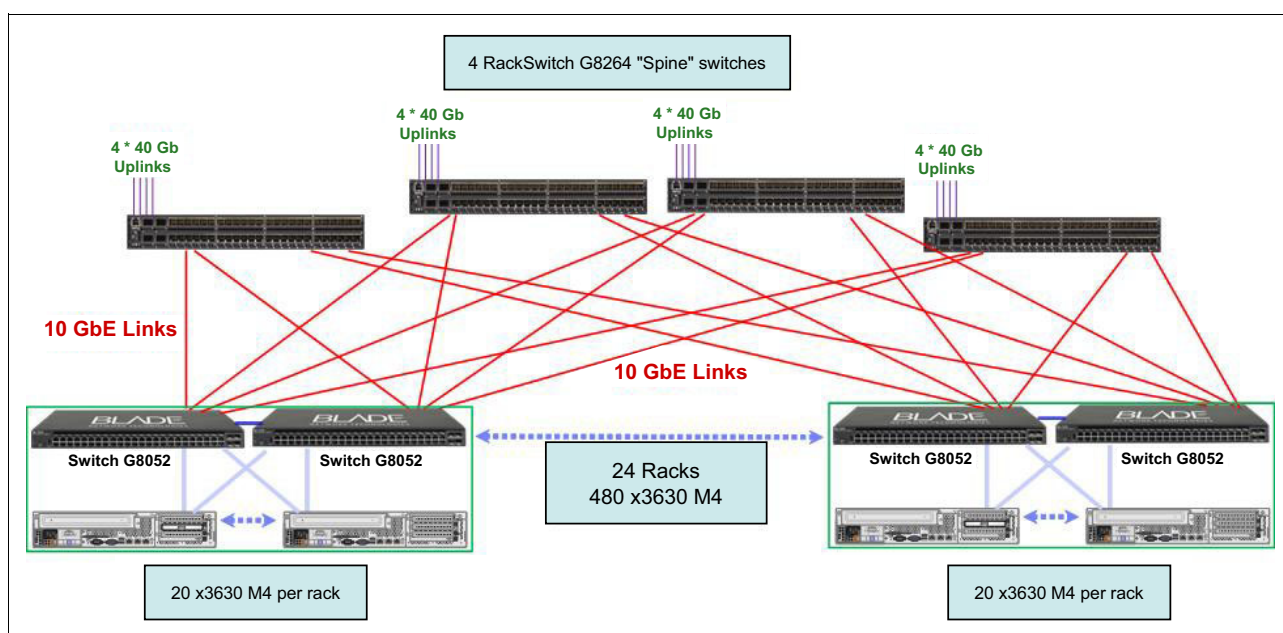 4 RackSwitch G8264 "Spine" switches
4 * 40 Gb
Uplinks
4 * 40 Gb
Uplinks
4 * 40 Gb
Uplinks
4 * 40 Gb
Uplinks
10 GbE Links
10 GbE Links
BLADE
BLADE
BLADE
BLADE
Switch G8052
Switch G8052
Switch G8052
Switch G8052
24 Racks
480 x3630 M4
20 x3630 M4 per rack
20 x3630 M4 per rack